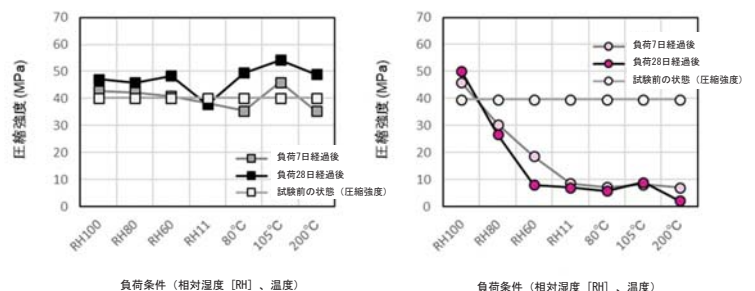 圧縮強度 (MPa)
70
60
50
40
30
20
10
0
負荷7日経過後
負荷28日経過後
試験前の状態（圧縮強度）
RH100
RH80
RH60
RH11
80℃
105℃
200℃
負荷条件（相対湿度［RH］、温度）
圧縮強度 (MPa)
70
60
50
40
30
20
10
0
負荷7日経過後
負荷28日経過後
試験前の状態（圧縮強度）
RH100
RH80
RH60
RH11
80℃
105℃
200℃
負荷条件（相対湿度［RH］、温度）